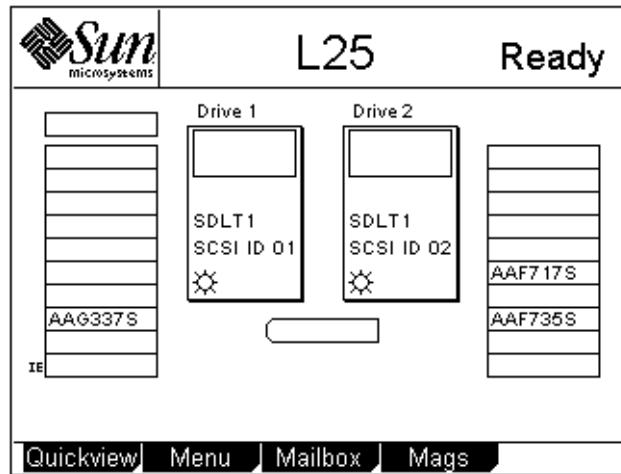 Sun
microsystems
L25
Ready
Drive 1
Drive 2
SDLT1
SCSI ID 01
SDLT1
SCSI ID 02
AAF717S
AAG337S
AAF735S
IE
Quickview Menu Mailbox Mags